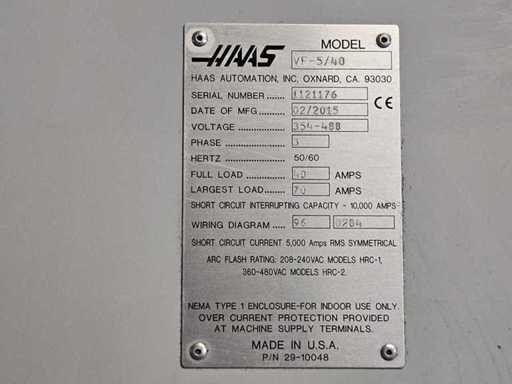 HAAS MODEL VF-5/40
HAAS AUTOMATION, INC. OXNARD, CA. 93030
SERIAL NUMBER ....... 1121176
DATE OF MFG .......... 02/2015 CE
VOLTAGE ................. 354-488
PHASE ..................... 3
HERTZ ..................... 50/60
FULL LOAD .............. 40 AMPS
LARGEST LOAD ....... AMPS
SHORT CIRCUIT INTERRUPTING CAPACITY - 10,000 AMPS
WIRING DIAGRAM ..... 96 0284
SHORT CIRCUIT CURRENT 5,000 Amps RMS SYMMETRICAL
ARC FLASH RATING: 208-240VAC MODELS HRC-1,
360-480VAC MODELS HRC-2.
NEMA TYPE 1 ENCLOSURE-FOR INDOOR USE ONLY.
OVER CURRENT PROTECTION PROVIDED
AT MACHINE SUPPLY TERMINALS.
MADE IN U.S.A.
P/N 29-10048